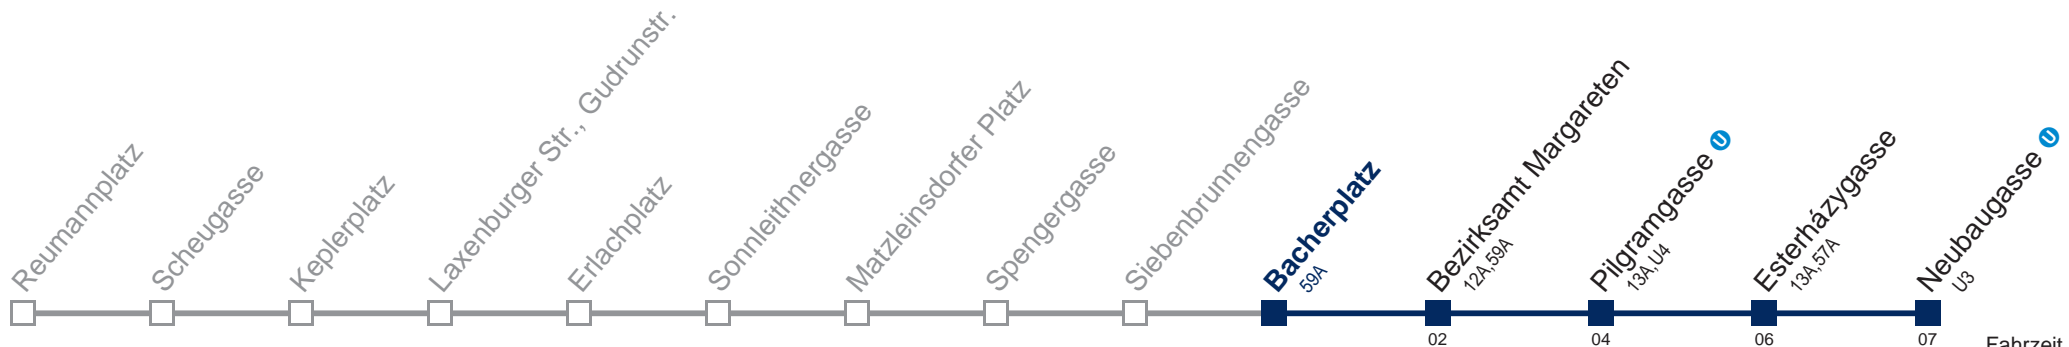 Reumannplatz
Scheugasse
Keplerplatz
Laxenburger Str., Gudrunstr.
Erlachplatz
Sonnleithnergasse
Matzleinsdorfer Platz
Spengergasse
Siebenbrunnengasse
Bacherplatz
59A
Bezirksamt Margareten
12A,59A
Pilgramgasse U
13A,U4
Esterházygasse
13A,57A
Neubaugasse U
U3
02 04 06 07 Fahrzeit